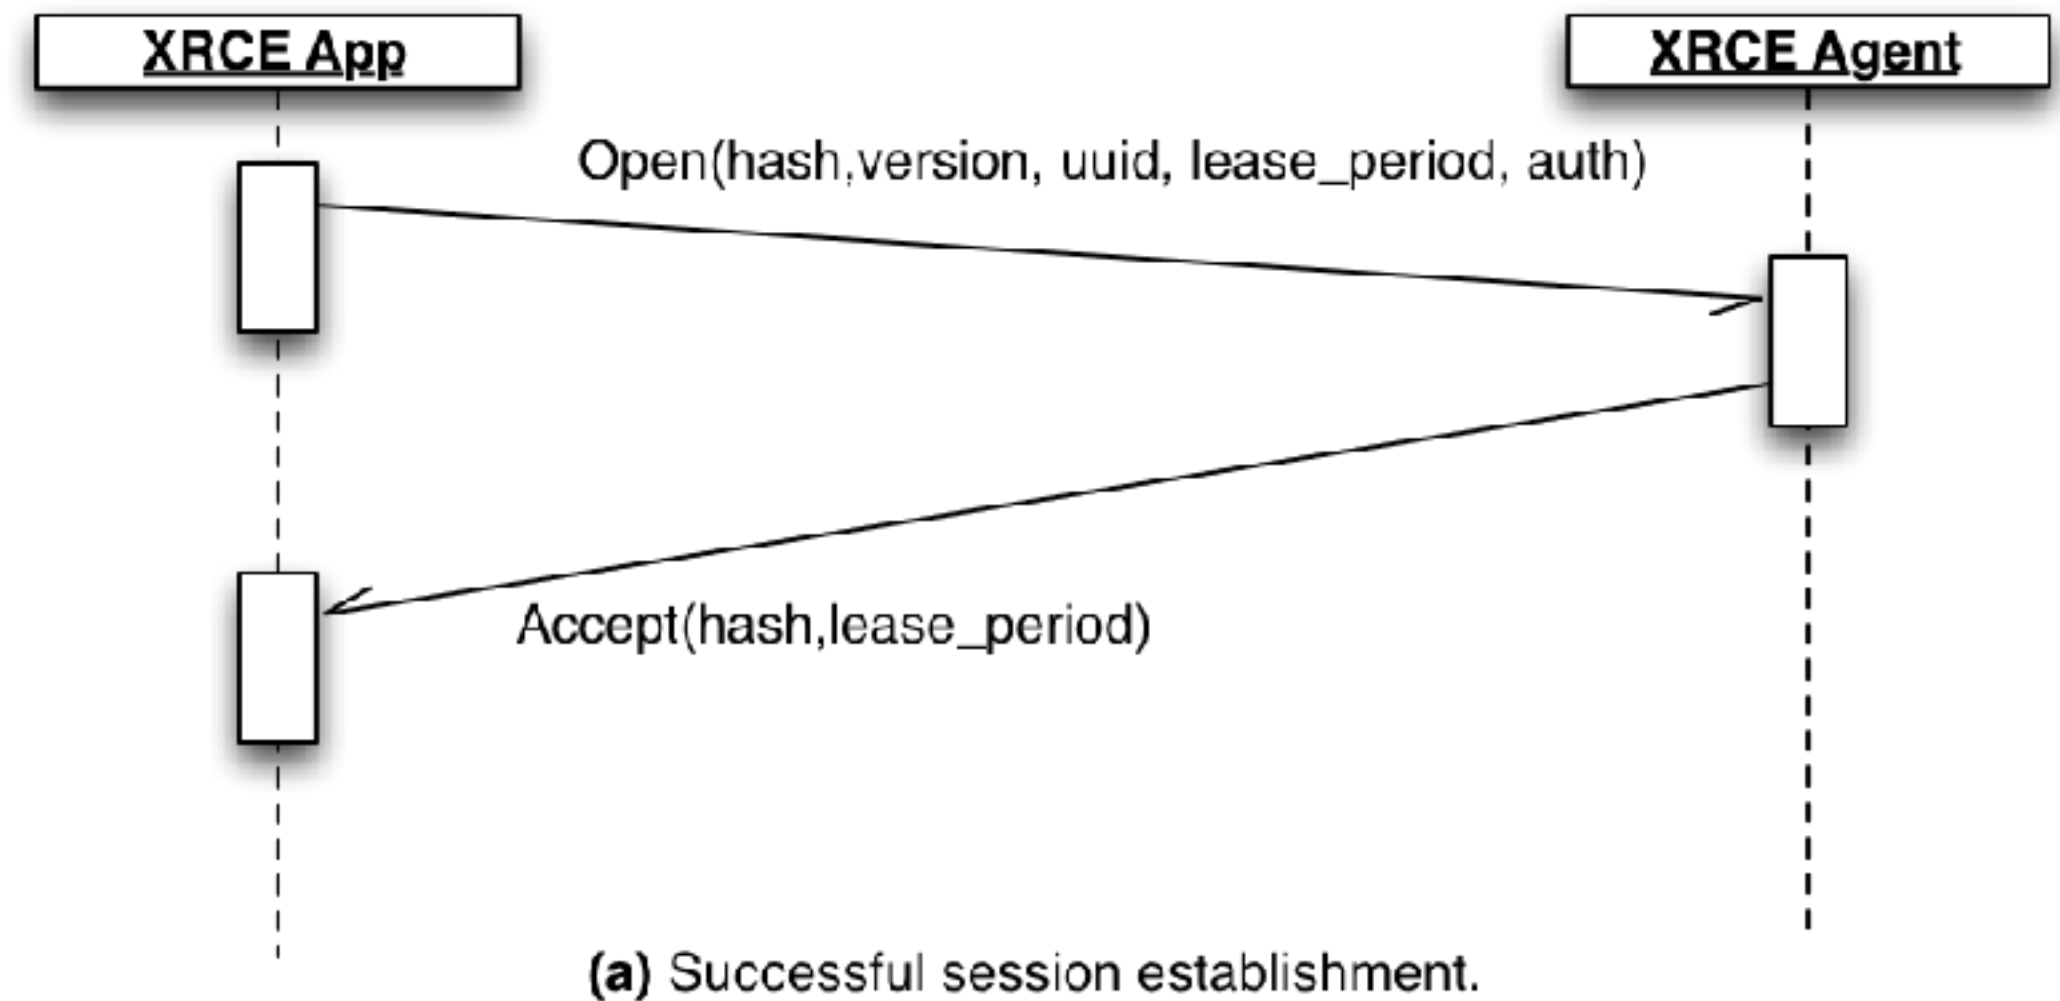 XRCE App
XRCE Agent
Open(hash,version, uuid, lease_period, auth)
Accept(hash,lease_period)
(a) Successful session establishment.